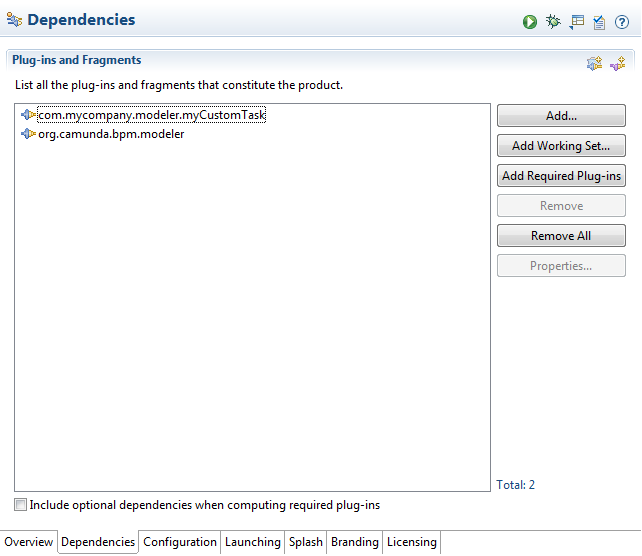 Dependencies
Plug-ins and Fragments
List all the plug-ins and fragments that constitute the product.
com.mycompany.modeler.myCustomTask
org.camunda.bpm.modeler
Add...
Add Working Set...
Add Required Plug-ins
Remove
Remove All
Properties...
Total: 2
Include optional dependencies when computing required plug-ins
Overview Dependencies Configuration Launching Splash Branding Licensing